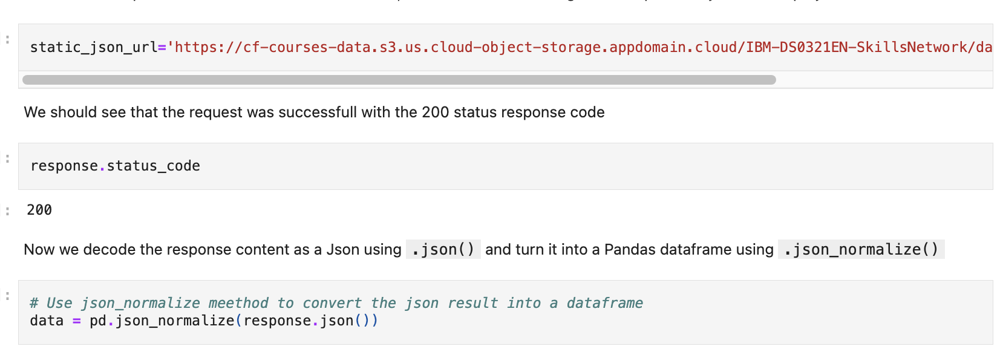 static_json_url='https://cf-courses-data.s3.us.cloud-object-storage.appdomain.cloud/IBM-DS0321EN-SkillsNetwork/da
We should see that the request was successfull with the 200 status response code
response.status_code
200
Now we decode the response content as a Json using .json() and turn it into a Pandas dataframe using .json_normalize()
# Use json_normalize meethod to convert the json result into a dataframe
data = pd.json_normalize(response.json())